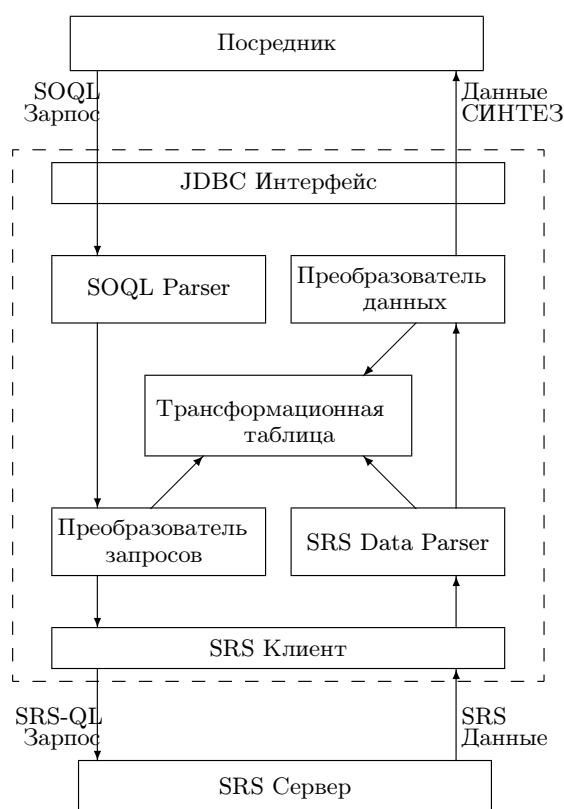 Посредник
SOQL
Зарпос
Данные
СИНТЕЗ
JDBC Интерфейс
SOQL Parser
Преобразователь
данных
Трансформационная
таблица
Преобразователь
запросов
SRS Data Parser
SRS Клиент
SRS-QL
Зарпос
SRS
Данные
SRS Сервер